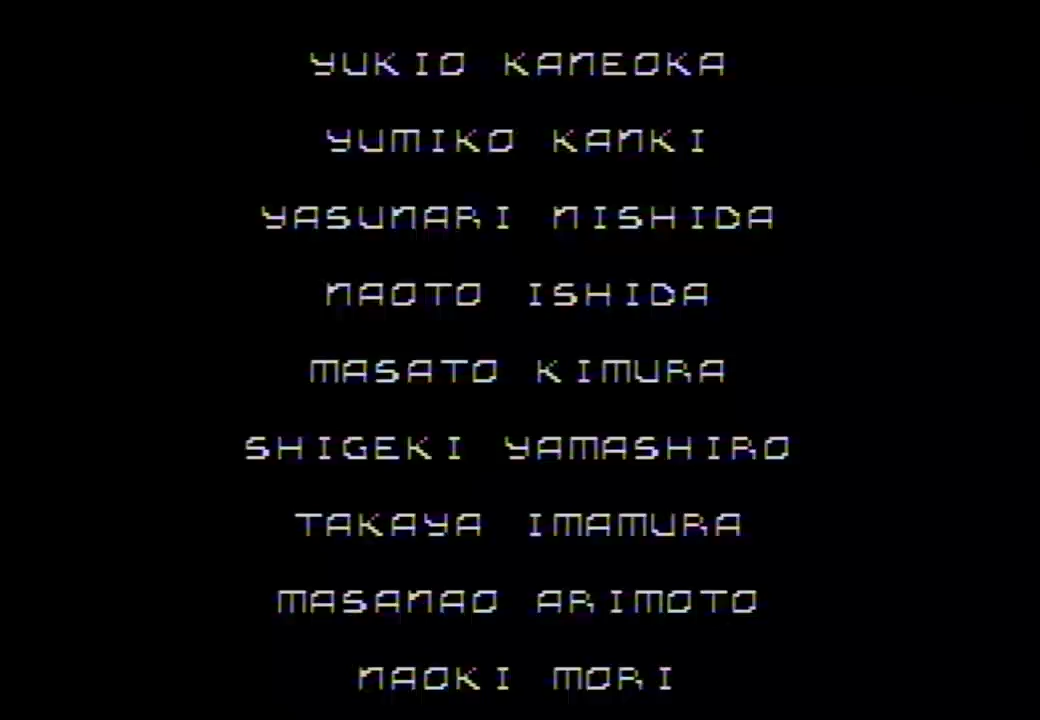 YUKIO KANEOKA
YUMIKO KANKI
YASUNARI NISHIDA
NAOTO ISHIDA
MASATO KIMURA
SHIGEKI YAMASHIRO
TAKAYA IMAMURA
MASANAO ARIMOTO
NAOKI MORI